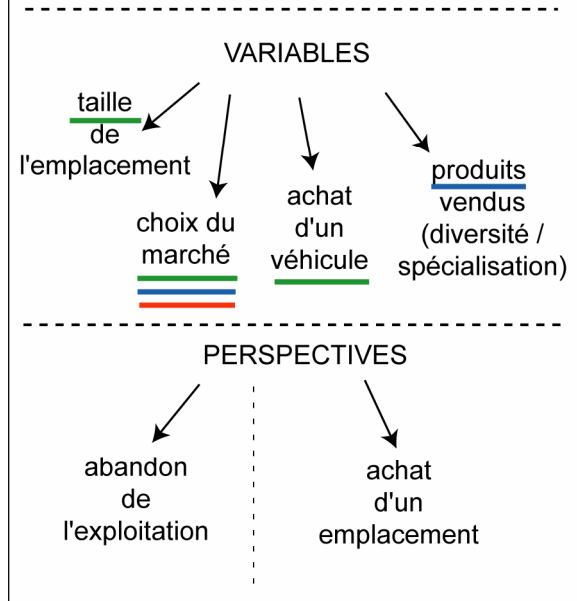 VARIABLES
taille
de
l'emplacement
choix du
marché
achat
d'un
véhicule
produits
vendus
(diversité /
spécialisation)
PERSPECTIVES
abandon
de
l'exploitation
achat
d'un
emplacement